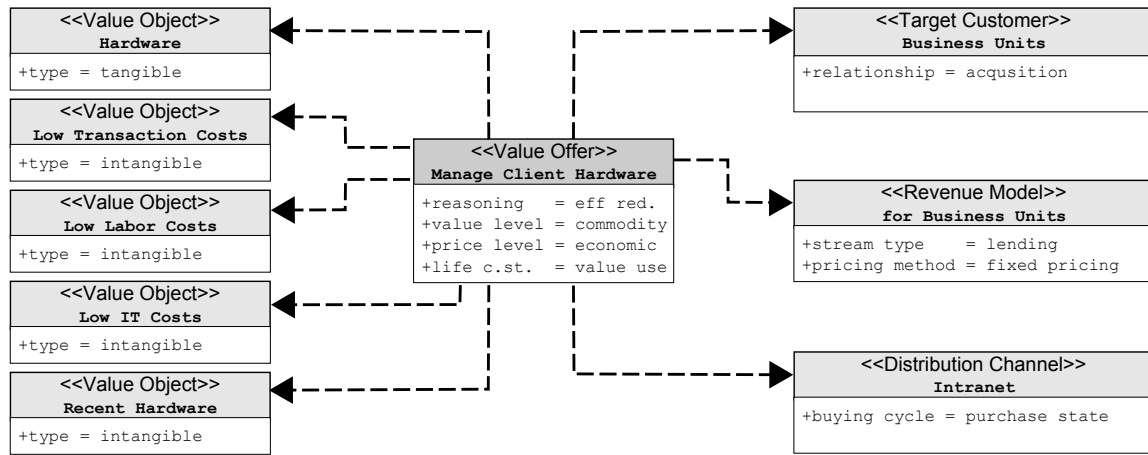 <<Value Object>>
Hardware
+type = tangible
<<Value Object>>
Low Transaction Costs
+type = intangible
<<Value Object>>
Low Labor Costs
+type = intangible
<<Value Object>>
Low IT Costs
+type = intangible
<<Value Object>>
Recent Hardware
+type = intangible
<<Value Offer>>
Manage Client Hardware
+reasoning = eff red.
+value level = commodity
+price level = economic
+life c.st. = value use
<<Target Customer>>
Business Units
+relationship = acqusition
<<Revenue Model>>
for Business Units
+stream type = lending
+pricing method = fixed pricing
<<Distribution Channel>>
Intranet
+buying cycle = purchase state